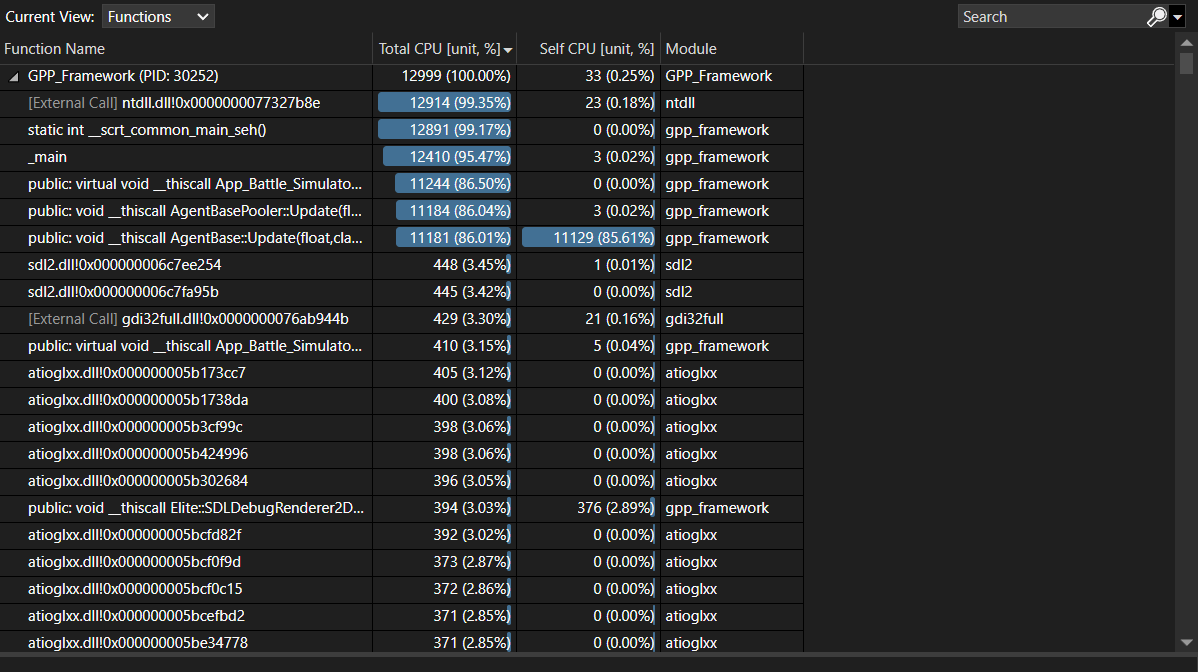 Current View: Functions Search
Function Name Total CPU [unit, %] Self CPU [unit, %] Module
GPP_Framework (PID: 30252) 12999 (100.00%) 33 (0.25%) GPP_Framework
[External Call] ntdll.dll!0x0000000077327b8e 12914 (99.35%) 23 (0.18%) ntdll
static int __scrt_common_main_seh() 12891 (99.17%) 0 (0.00%) gpp_framework
_main 12410 (95.47%) 3 (0.02%) gpp_framework
public: virtual void __thiscall App_Battle_Simulato... 11244 (86.50%) 0 (0.00%) gpp_framework
public: void __thiscall AgentBasePooler::Update(fl... 11184 (86.04%) 3 (0.02%) gpp_framework
public: void __thiscall AgentBase::Update(float,cla... 11181 (86.01%) 11129 (85.61%) gpp_framework
sdl2.dll!0x000000006c7ee254 448 (3.45%) 1 (0.01%) sdl2
sdl2.dll!0x000000006c7fa95b 445 (3.42%) 0 (0.00%) sdl2
[External Call] gdi32full.dll!0x0000000076ab944b 429 (3.30%) 21 (0.16%) gdi32full
public: virtual void __thiscall App_Battle_Simulato... 410 (3.15%) 5 (0.04%) gpp_framework
atioglxx.dll!0x000000005b173cc7 405 (3.12%) 0 (0.00%) atioglxx
atioglxx.dll!0x000000005b1738da 400 (3.08%) 0 (0.00%) atioglxx
atioglxx.dll!0x000000005b3cf99c 398 (3.06%) 0 (0.00%) atioglxx
atioglxx.dll!0x000000005b424996 398 (3.06%) 0 (0.00%) atioglxx
atioglxx.dll!0x000000005b302684 396 (3.05%) 0 (0.00%) atioglxx
public: void __thiscall Elite::SDLDebugRenderer2D... 394 (3.03%) 376 (2.89%) gpp_framework
atioglxx.dll!0x000000005bcfd82f 392 (3.02%) 0 (0.00%) atioglxx
atioglxx.dll!0x000000005bcf0f9d 373 (2.87%) 0 (0.00%) atioglxx
atioglxx.dll!0x000000005bcf0c15 372 (2.86%) 0 (0.00%) atioglxx
atioglxx.dll!0x000000005bcefbd2 371 (2.85%) 0 (0.00%) atioglxx
atioglxx.dll!0x000000005be34778 371 (2.85%) 0 (0.00%) atioglxx